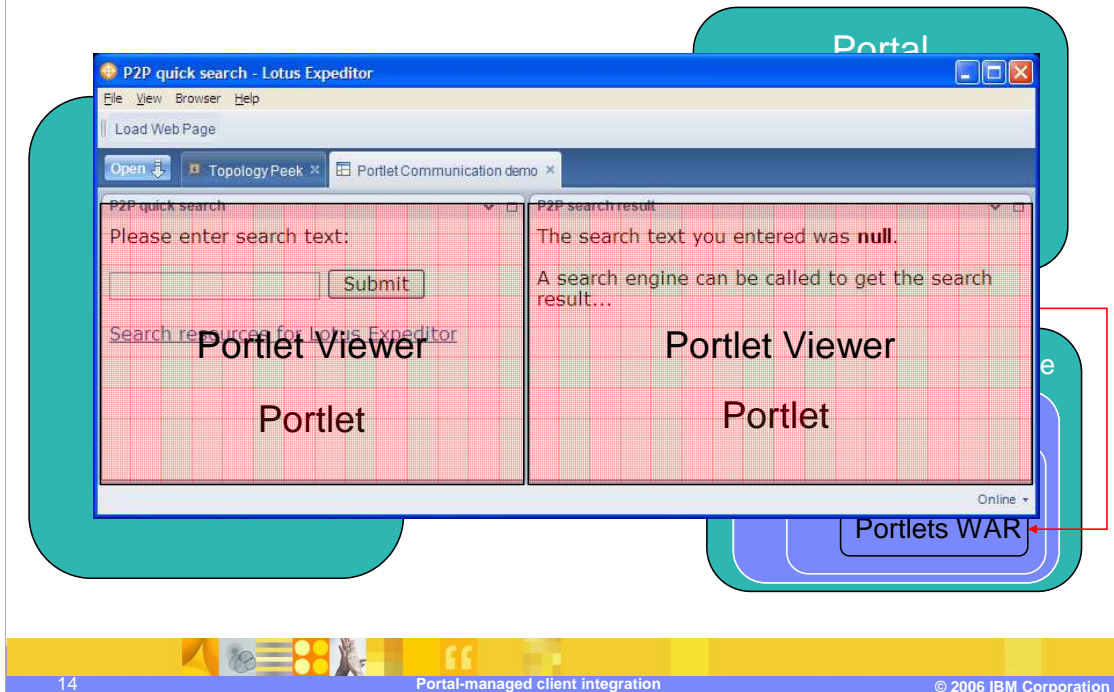 Portal
P2P quick search - Lotus Expeditor
File View Browser Help
Load Web Page
Open
Topology Peek
Portlet Communication demo
P2P quick search
Please enter search text:
Submit
Search resources for Lotus Expeditor
Portlet Viewer
Portlet
P2P search result
The search text you entered was null.
A search engine can be called to get the search
result...
Portlet Viewer
Portlet
Online
e
Portlets WAR
14
Portal-managed client integration
© 2006 IBM Corporation